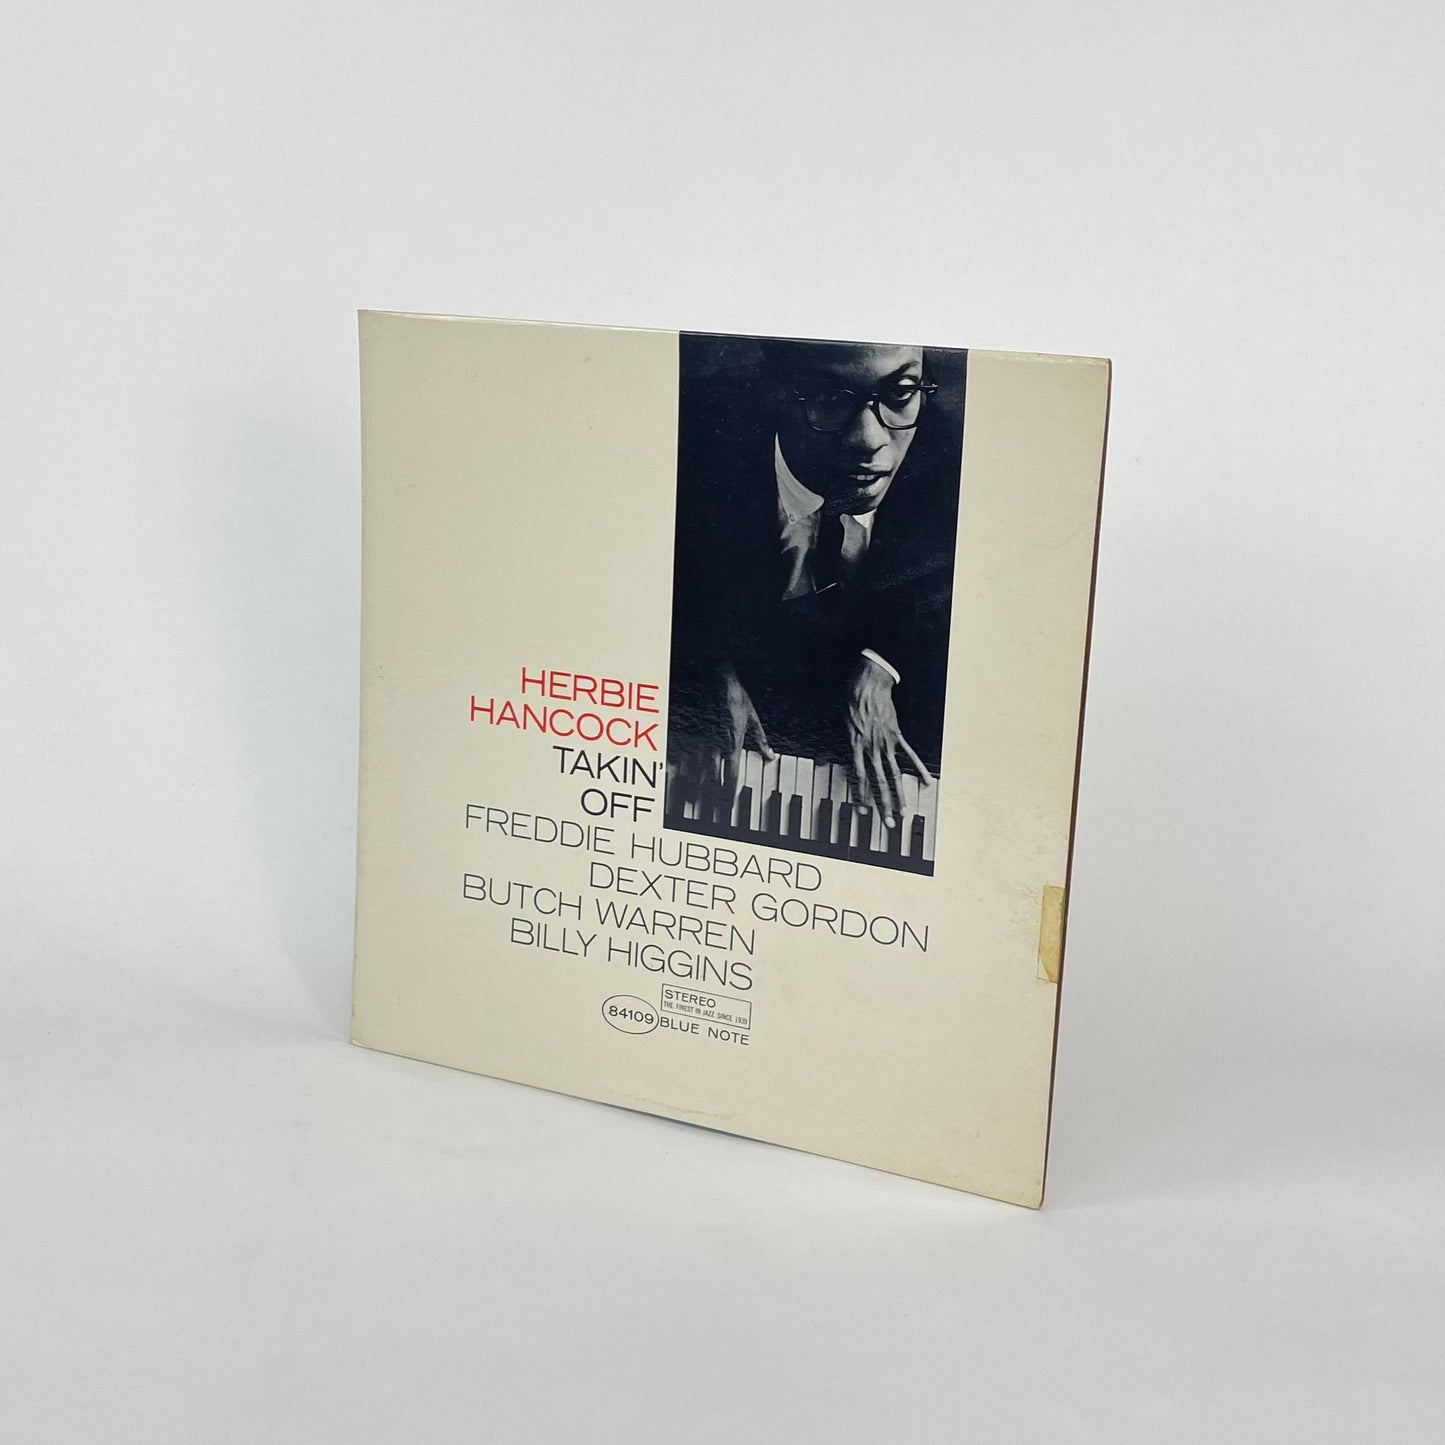 HERBIE
HANCOCK
TAKIN'
OFF
FREDDIE HUBBARD
DEXTER GORDON
BUTCH WARREN
BILLY HIGGINS
STEREO
THE FINEST IN JAZZ SINCE 1939
84109 BLUE NOTE